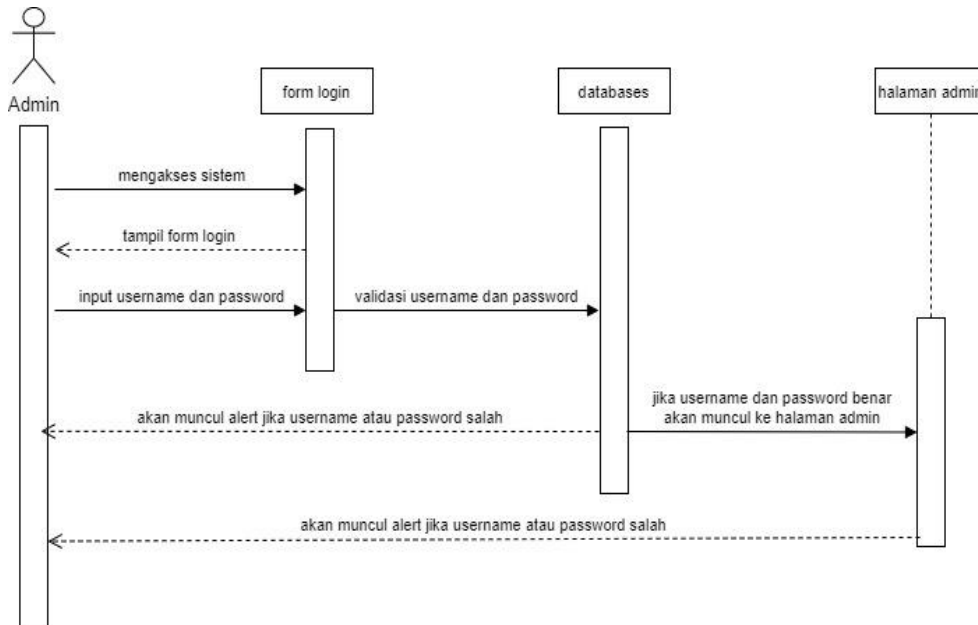 Admin
form login
databases
halaman admin
mengakses sistem
tampil form login
input username dan password
validasi username dan password
jika username dan password benar
akan muncul ke halaman admin
akan muncul alert jika username atau password salah
akan muncul alert jika username atau password salah